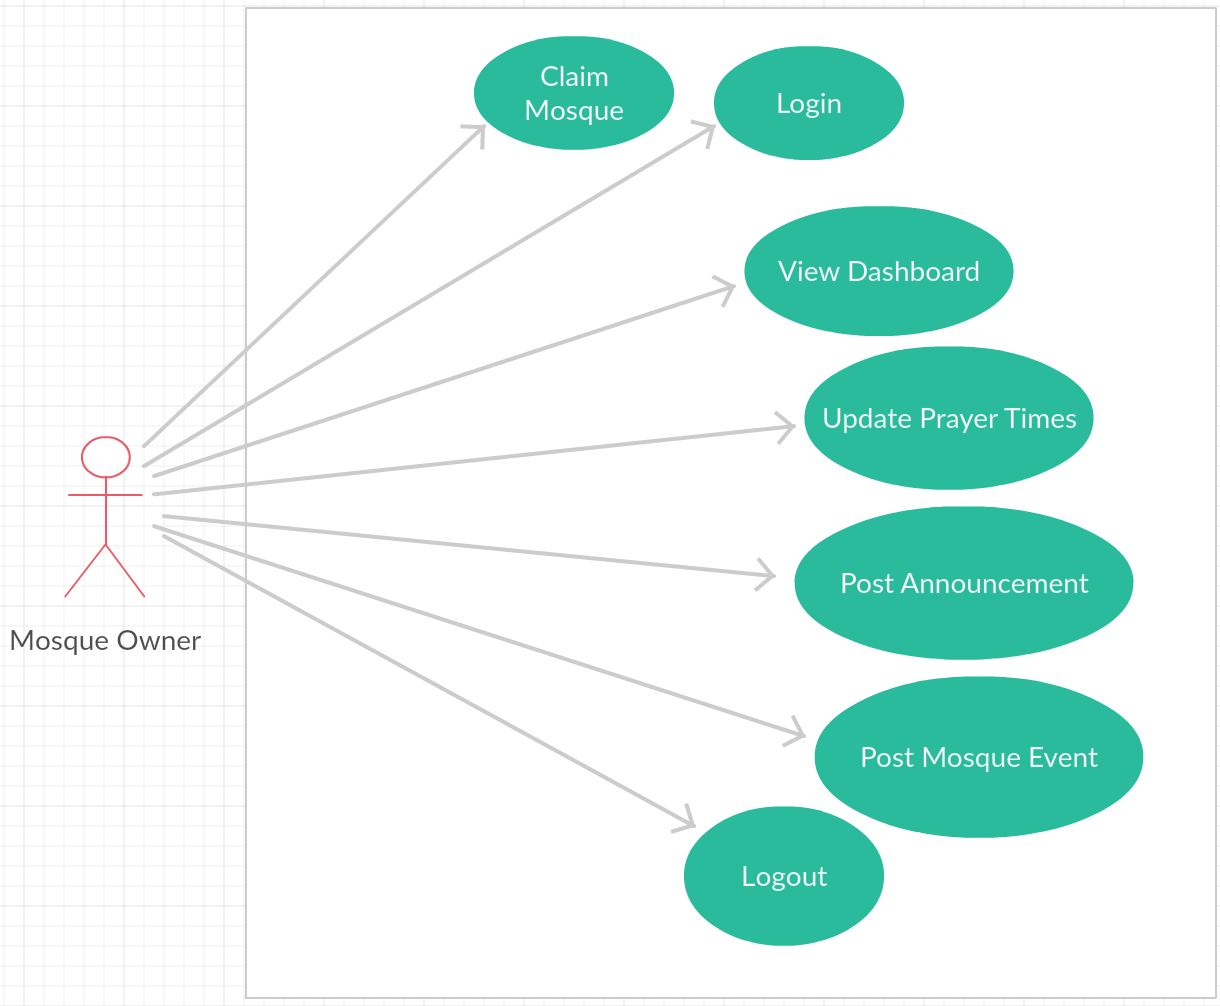 Claim
Mosque
Login
View Dashboard
Update Prayer Times
Post Announcement
Mosque Owner
Post Mosque Event
Logout